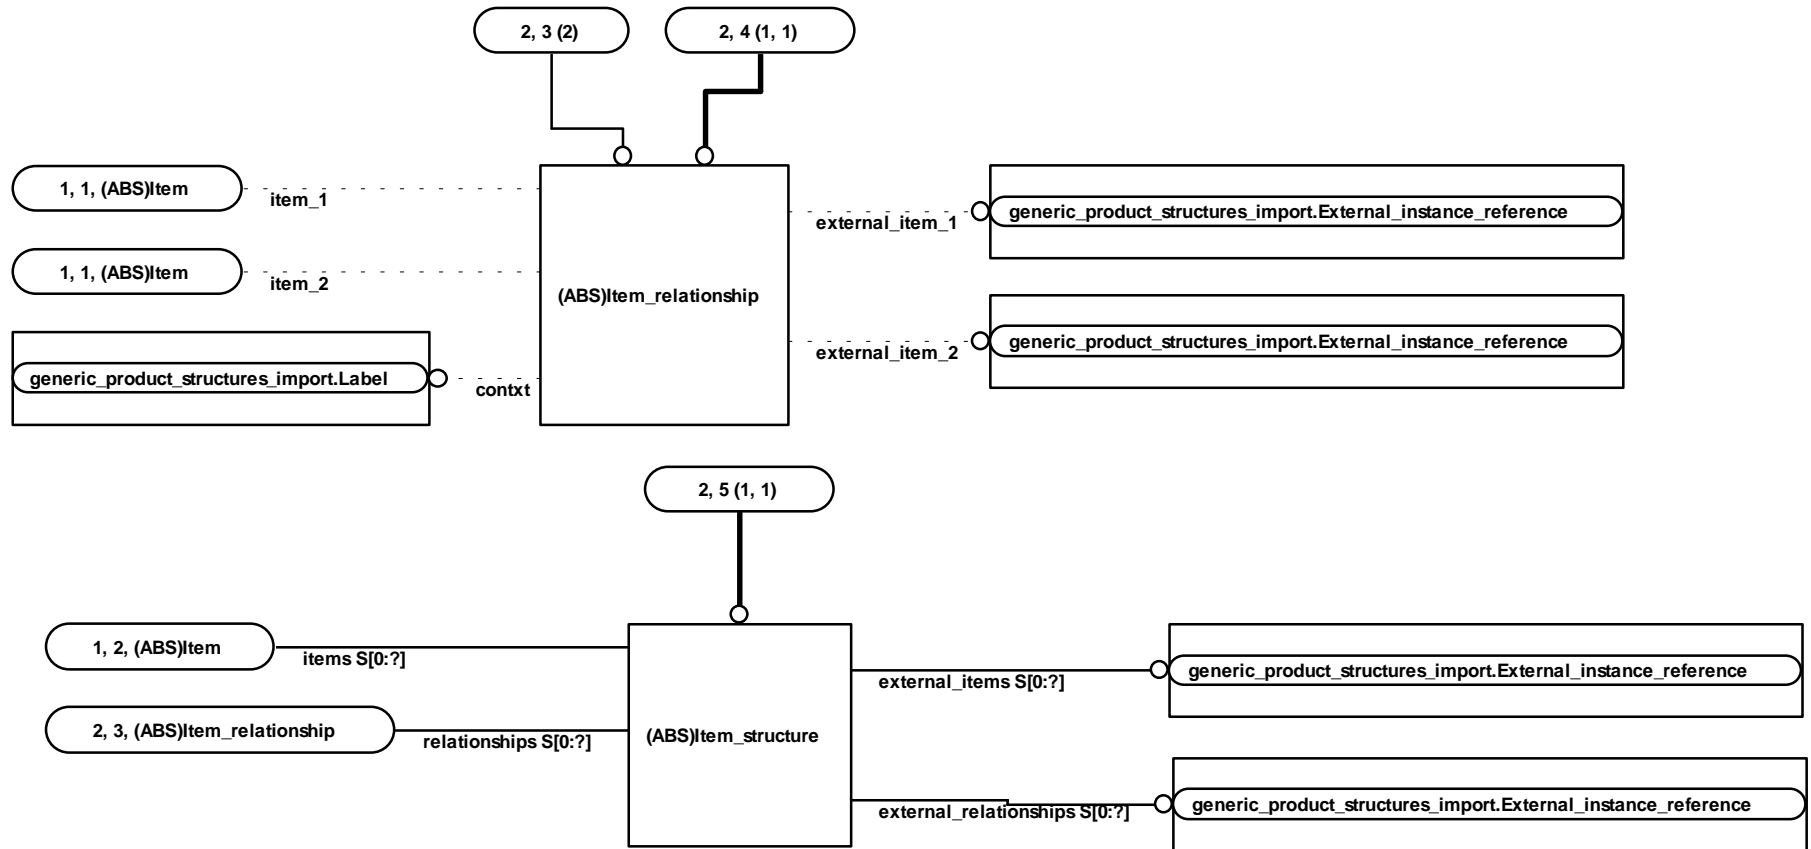 2, 3 (2)
2, 4 (1, 1)
1, 1, (ABS)Item
item_1
external_item_1
generic_product_structures_import.External_instance_reference
1, 1, (ABS)Item
item_2
(ABS)Item_relationship
external_item_2
generic_product_structures_import.External_instance_reference
generic_product_structures_import.Label
contxt
2, 5 (1, 1)
1, 2, (ABS)Item
items S[0:?]
external_items S[0:?]
generic_product_structures_import.External_instance_reference
2, 3, (ABS)Item_relationship
relationships S[0:?]
(ABS)Item_structure
external_relationships S[0:?]
generic_product_structures_import.External_instance_reference